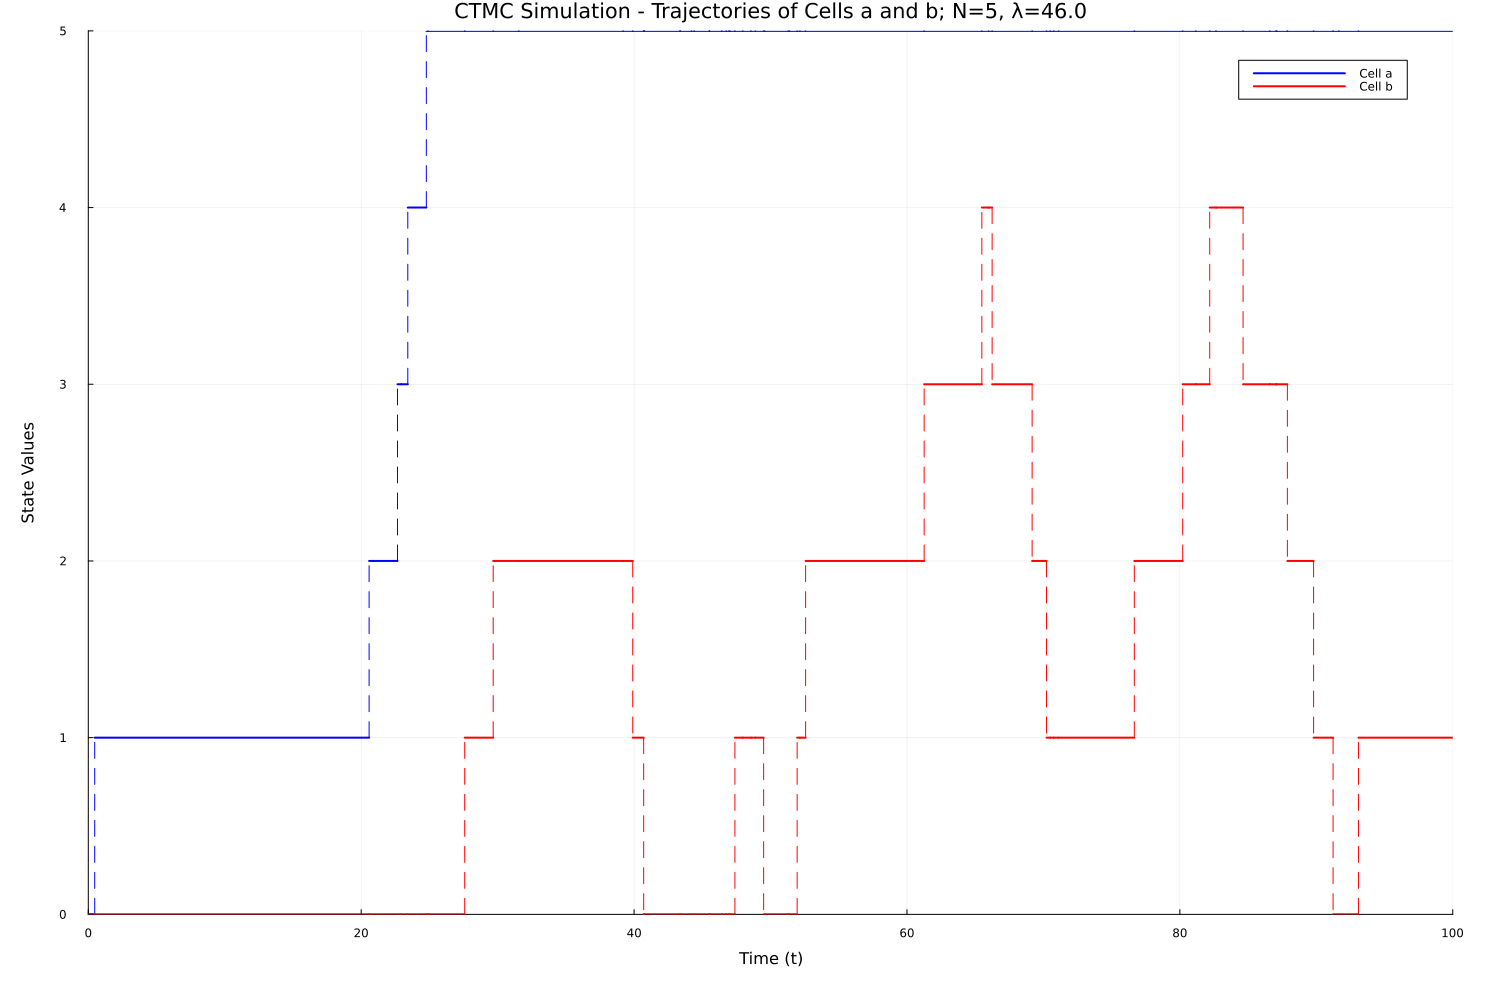 CTMC Simulation - Trajectories of Cells a and b; N=5, λ=46.0
5
Cell a
Cell b
4
3
State Values
2
1
0
0 20 40 60 80 100
Time (t)